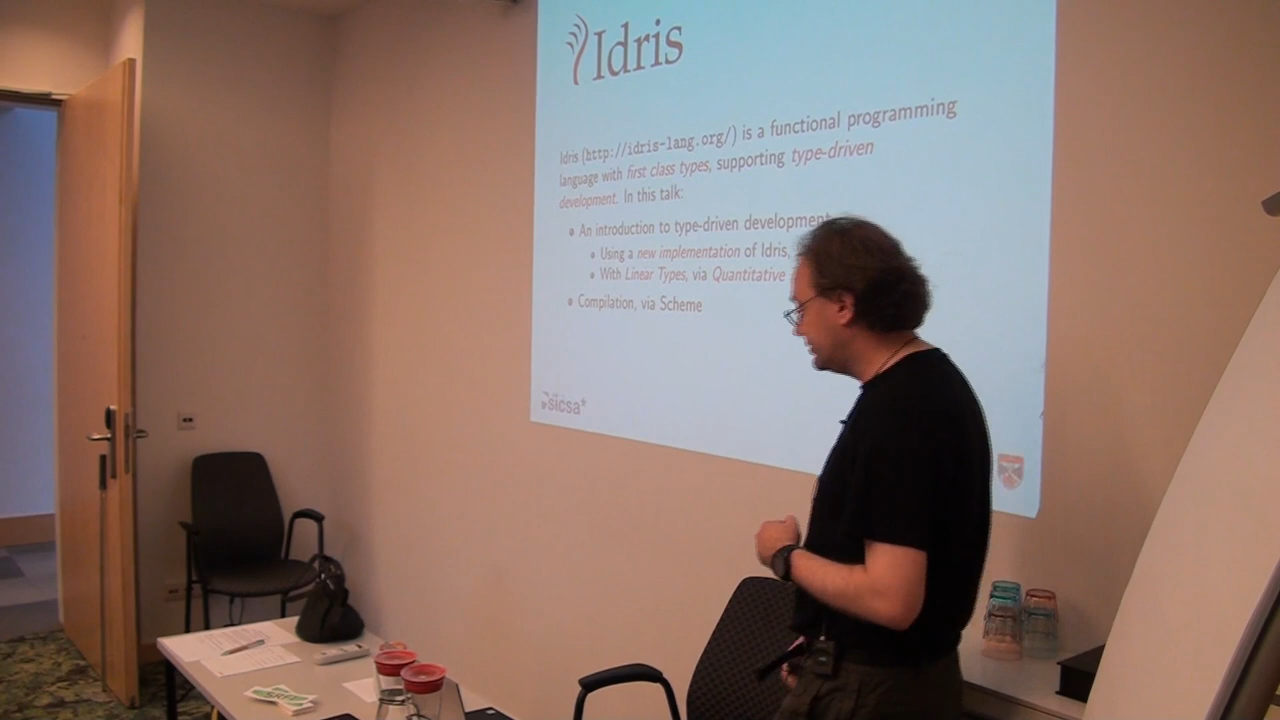 Idris
Idris (http://idris-lang.org/) is a functional programming
language with first class types, supporting type-driven
development. In this talk:
An introduction to type-driven development
Using a new implementation of Idris,
With Linear Types, via Quantitative
Compilation, via Scheme
sicsa*